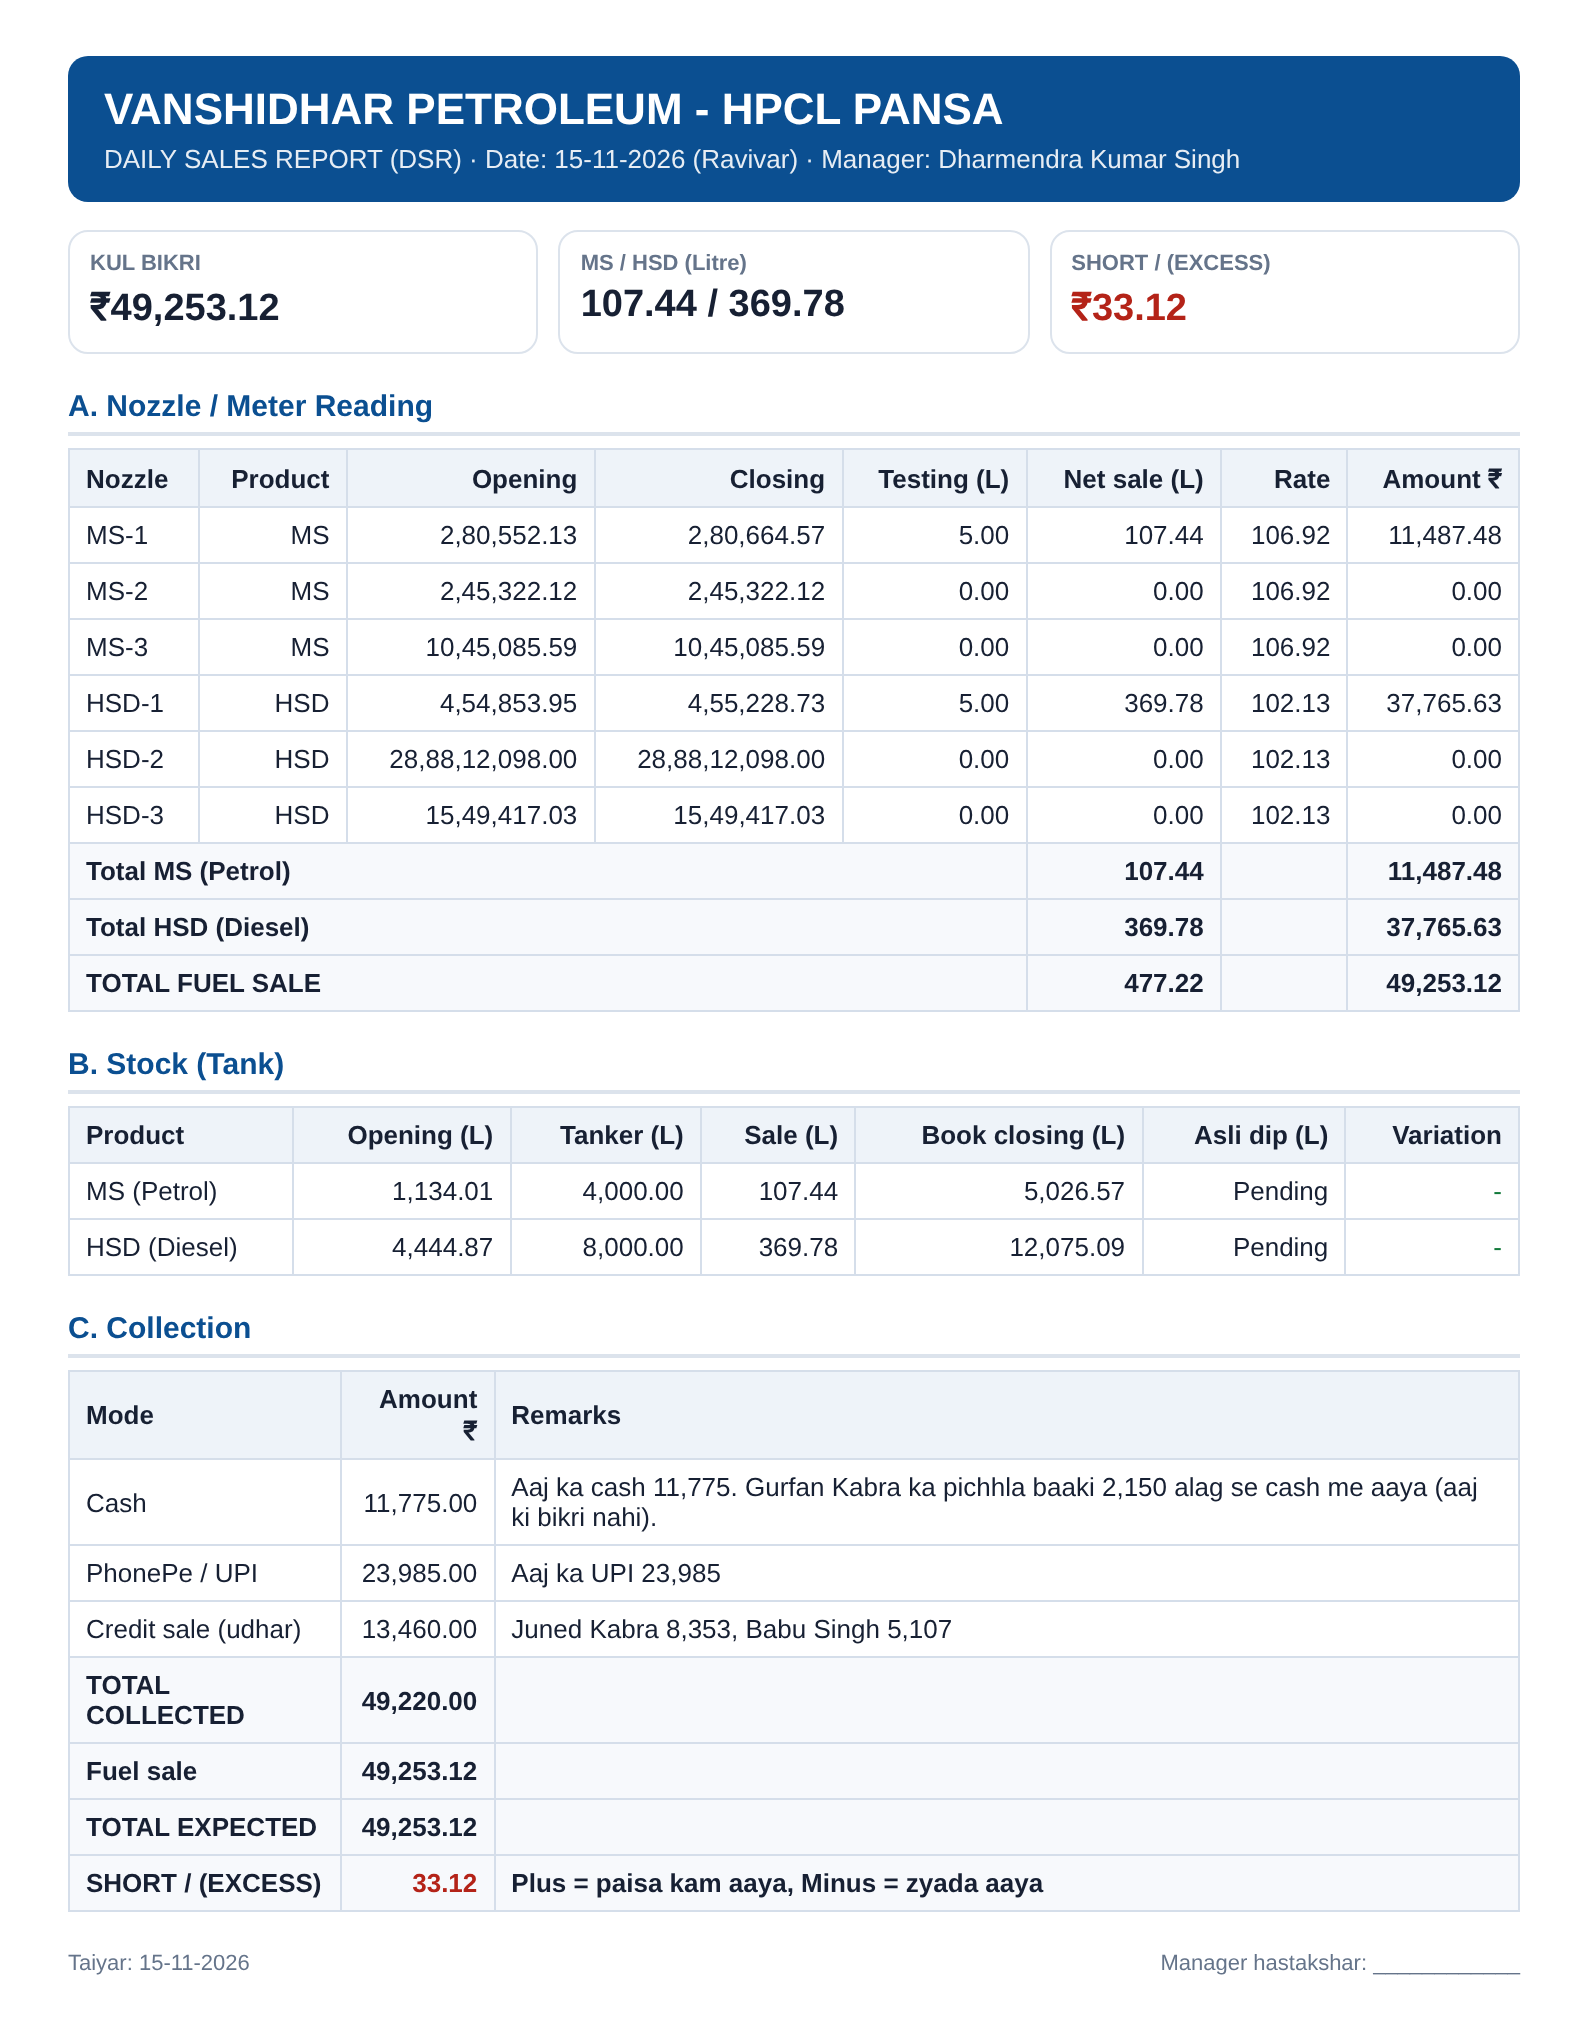 VANSHIDHAR PETROLEUM - HPCL PANSA
DAILY SALES REPORT (DSR) · Date: 15-11-2026 (Ravivar) · Manager: Dharmendra Kumar Singh
KUL BIKRI
₹49,253.12
MS / HSD (Litre)
107.44 / 369.78
SHORT / (EXCESS)
₹33.12
A. Nozzle / Meter Reading
Nozzle Product Opening Closing Testing (L) Net sale (L) Rate Amount ₹
MS-1 MS 2,80,552.13 2,80,664.57 5.00 107.44 106.92 11,487.48
MS-2 MS 2,45,322.12 2,45,322.12 0.00 0.00 106.92 0.00
MS-3 MS 10,45,085.59 10,45,085.59 0.00 0.00 106.92 0.00
HSD-1 HSD 4,54,853.95 4,55,228.73 5.00 369.78 102.13 37,765.63
HSD-2 HSD 28,88,12,098.00 28,88,12,098.00 0.00 0.00 102.13 0.00
HSD-3 HSD 15,49,417.03 15,49,417.03 0.00 0.00 102.13 0.00
Total MS (Petrol) 107.44 11,487.48
Total HSD (Diesel) 369.78 37,765.63
TOTAL FUEL SALE 477.22 49,253.12
B. Stock (Tank)
Product Opening (L) Tanker (L) Sale (L) Book closing (L) Asli dip (L) Variation
MS (Petrol) 1,134.01 4,000.00 107.44 5,026.57 Pending -
HSD (Diesel) 4,444.87 8,000.00 369.78 12,075.09 Pending -
C. Collection
Mode Amount ₹ Remarks
Cash 11,775.00 Aaj ka cash 11,775. Gurfan Kabra ka pichhla baaki 2,150 alag se cash me aaya (aaj
ki bikri nahi).
PhonePe / UPI 23,985.00 Aaj ka UPI 23,985
Credit sale (udhar) 13,460.00 Juned Kabra 8,353, Babu Singh 5,107
TOTAL
COLLECTED 49,220.00
Fuel sale 49,253.12
TOTAL EXPECTED 49,253.12
SHORT / (EXCESS) 33.12 Plus = paisa kam aaya, Minus = zyada aaya
Taiyar: 15-11-2026
Manager hastakshar: ____________